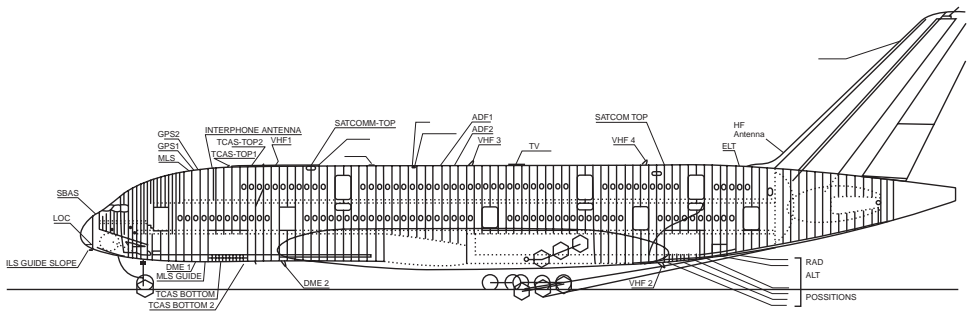 GPS2
GPS1
MLS
INTERPHONE ANTENNA
TCAS-TOP2
VHF1
TCAS-TOP1
SATCOMM-TOP
ADF1
ADF2
VHF 3
TV
SATCOM TOP
VHF 4
HF
Antenna
ELT
SBAS
LOC
ILS GUIDE SLOPE
DME 1
MLS GUIDE
TCAS BOTTOM
TCAS BOTTOM 2
DME 2
VHF 2
RAD
ALT
POSSITIONS